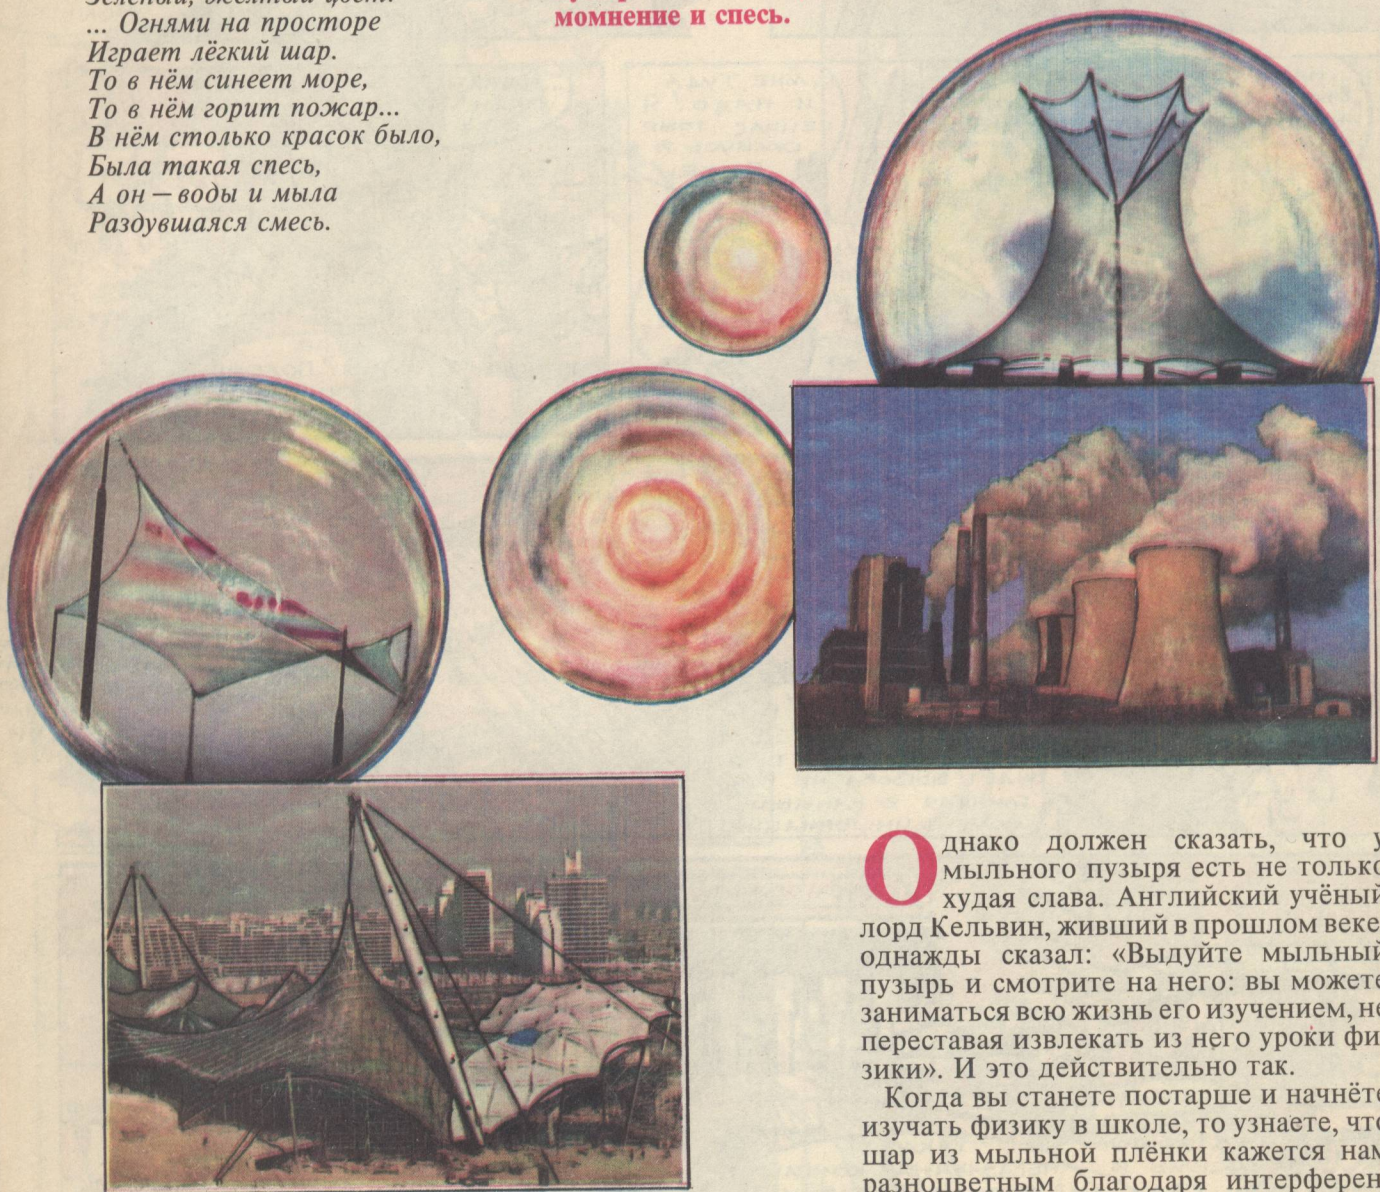 ... Огнями на просторе
Играет лёгкий шар.
То в нём синеет море,
То в нём горит пожар...
В нём столько красок было,
Была такая спесь,
А он — воды и мыла
Раздувшаяся смесь.
момнение и спесь.
Однако должен сказать, что у
мыльного пузыря есть не только
худая слава. Английский учёный
лорд Кельвин, живший в прошлом веке,
однажды сказал: «Выдуйте мыльный
пузырь и смотрите на него: вы можете
заниматься всю жизнь его изучением, не
переставая извлекать из него уроки фи-
зики». И это действительно так.
Когда вы станете постарше и начнёте
изучать физику в школе, то узнаете, что
шар из мыльной плёнки кажется нам
разноцветным благодаря интерферен-